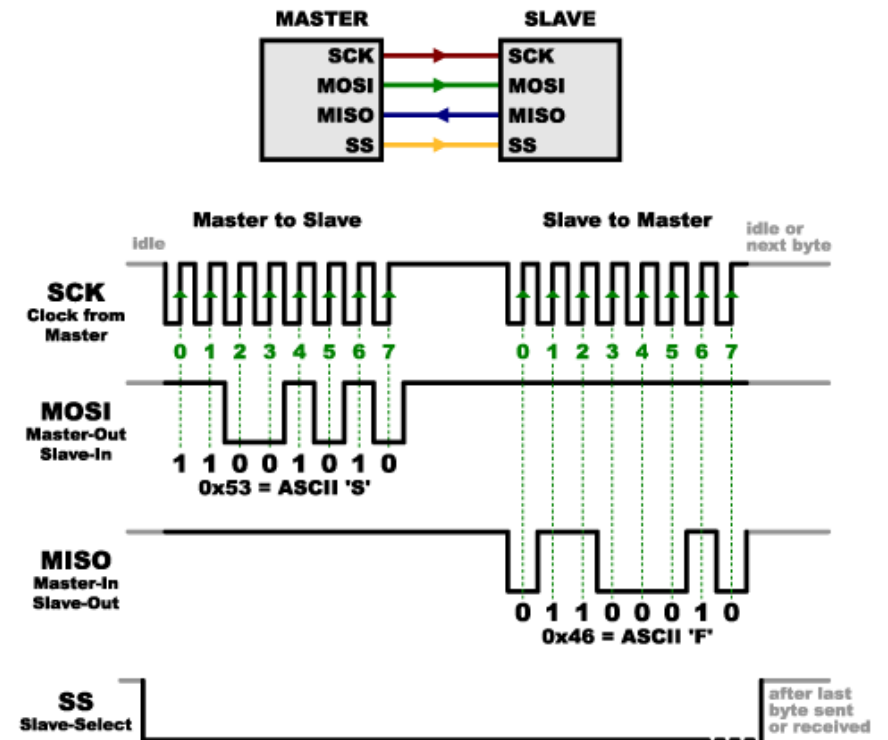 MASTER SLAVE
SCK SCK
MOSI MOSI
MISO MISO
SS SS
Master to Slave Slave to Master
idle
idle or
next byte
SCK
Clock from
Master
0 1 2 3 4 5 6 7 0 1 2 3 4 5 6 7
MOSI
Master-Out
Slave-In
1 1 0 0 1 0 1 0
0x53 = ASCII 'S'
MISO
Master-In
Slave-Out
0 1 1 0 0 0 1 0
0x46 = ASCII 'F'
SS
Slave-Select
after last
byte sent
or received